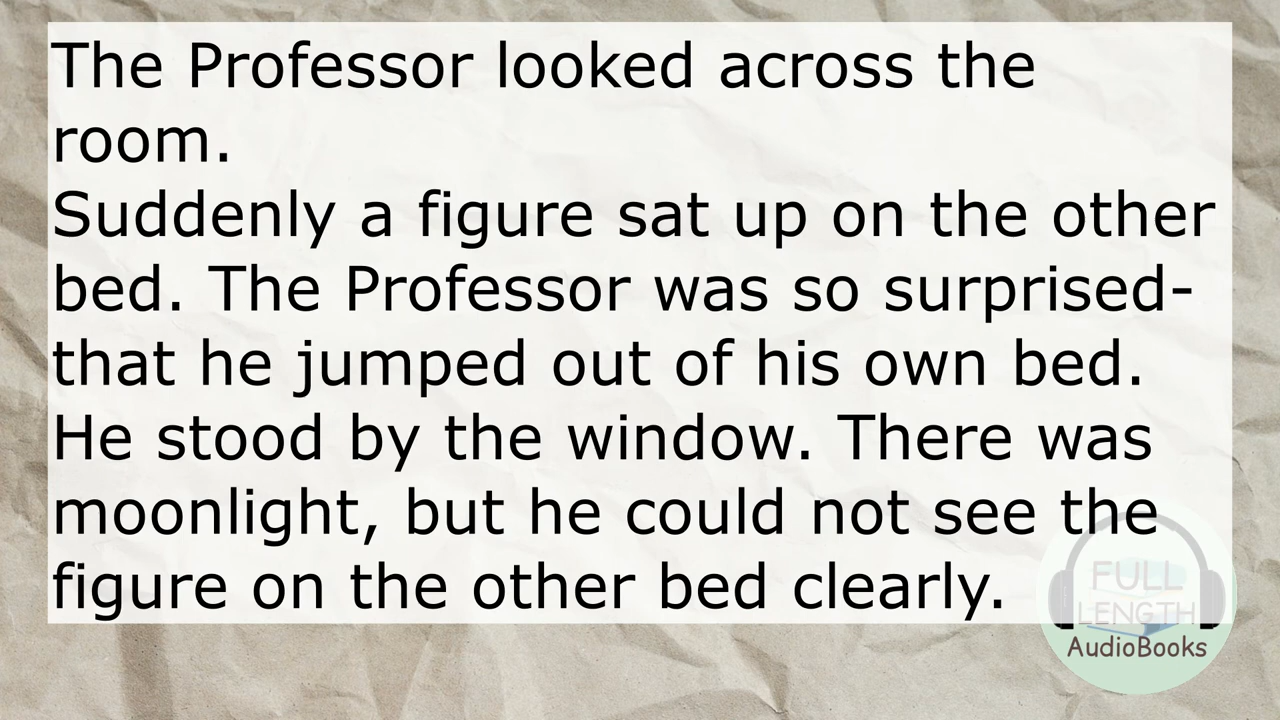 The Professor looked across the
room.
Suddenly a figure sat up on the other
bed. The Professor was so surprised-
that he jumped out of his own bed.
He stood by the window. There was
moonlight, but he could not see the
figure on the other bed clearly.
FULL
LENGTH
AudioBooks